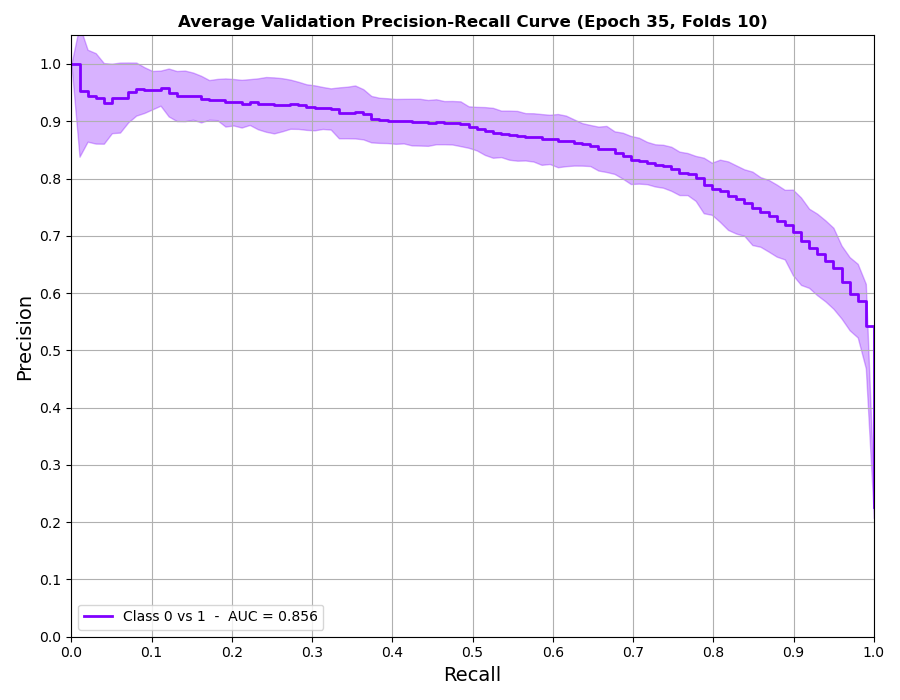 Average Validation Precision-Recall Curve (Epoch 35, Folds 10)
1.0
0.9
0.8
0.7
0.6
0.5
0.4
0.3
0.2
0.1
0.0
Precision
Class 0 vs 1 - AUC = 0.856
0.0 0.1 0.2 0.3 0.4 0.5 0.6 0.7 0.8 0.9 1.0
Recall